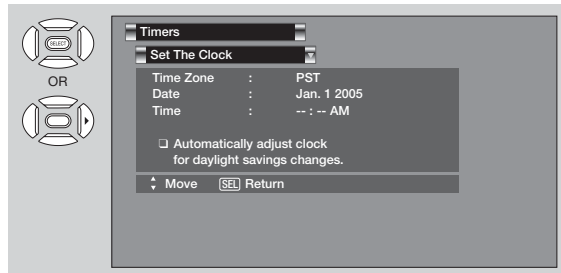 SELECT
OR
Timers
Set The Clock
Time Zone : PST
Date : Jan. 1 2005
Time : -- : -- AM
❏ Automatically adjust clock
for daylight savings changes.
Move SEL Return